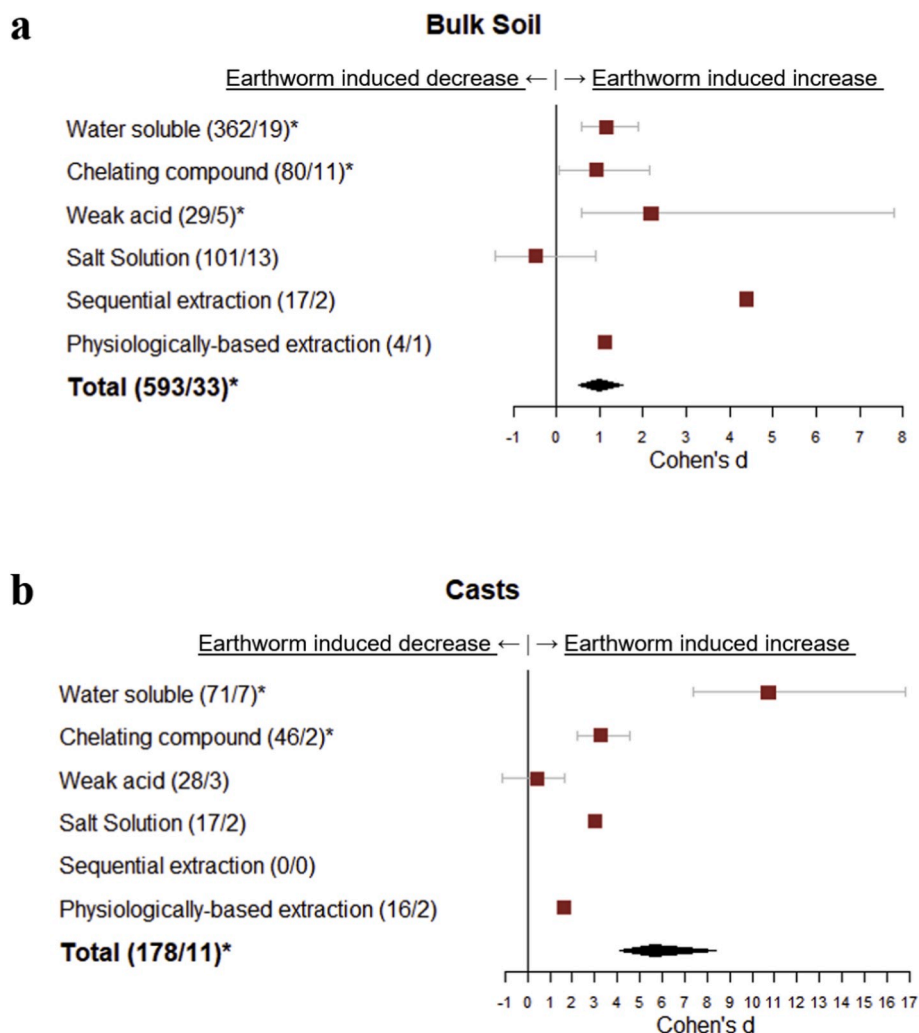 a
Bulk Soil
Earthworm induced decrease ← | → Earthworm induced increase
Water soluble (362/19)*
Chelating compound (80/11)*
Weak acid (29/5)*
Salt Solution (101/13)
Sequential extraction (17/2)
Physiologically-based extraction (4/1)
Total (593/33)*
-1 0 1 2 3 4 5 6 7 8
Cohen's d
b
Casts
Earthworm induced decrease ← | → Earthworm induced increase
Water soluble (71/7)*
Chelating compound (46/2)*
Weak acid (28/3)
Salt Solution (17/2)
Sequential extraction (0/0)
Physiologically-based extraction (16/2)
Total (178/11)*
-1 0 1 2 3 4 5 6 7 8 9 10 11 12 13 14 15 16 17
Cohen's d